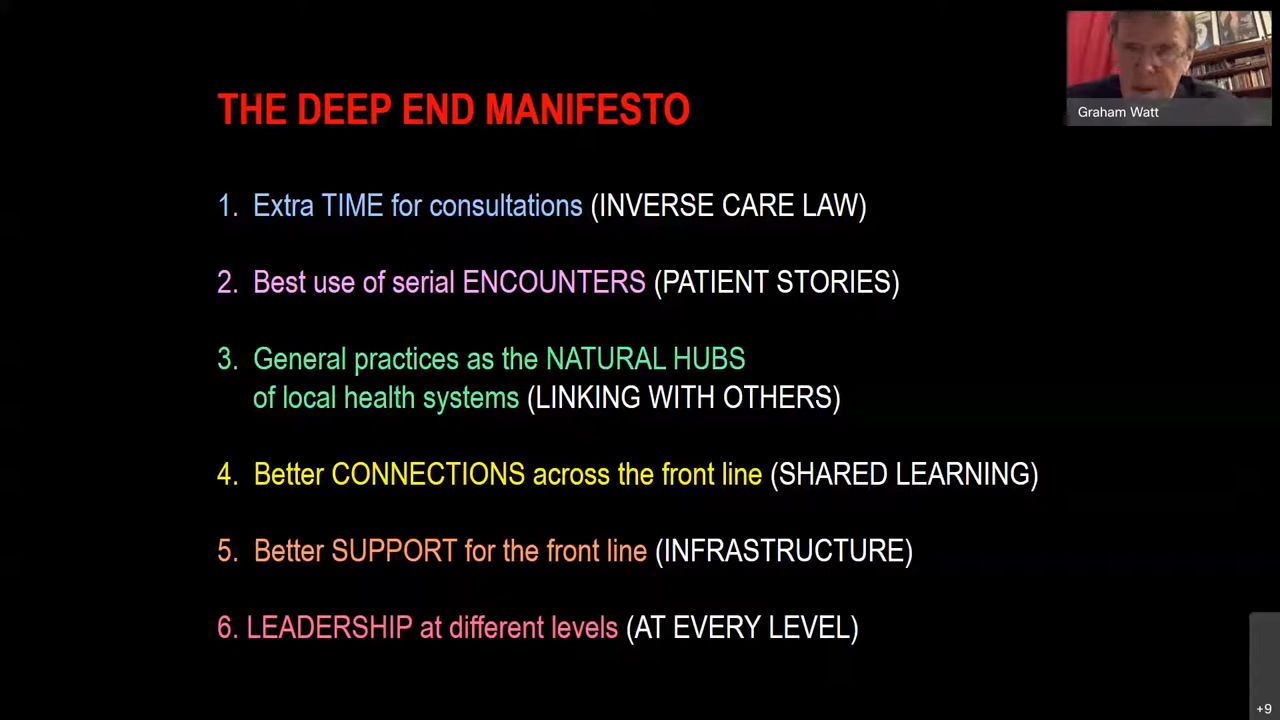 THE DEEP END MANIFESTO
Graham Watt
1. Extra TIME for consultations (INVERSE CARE LAW)
2. Best use of serial ENCOUNTERS (PATIENT STORIES)
3. General practices as the NATURAL HUBS
of local health systems (LINKING WITH OTHERS)
4. Better CONNECTIONS across the front line (SHARED LEARNING)
5. Better SUPPORT for the front line (INFRASTRUCTURE)
6. LEADERSHIP at different levels (AT EVERY LEVEL)
+9